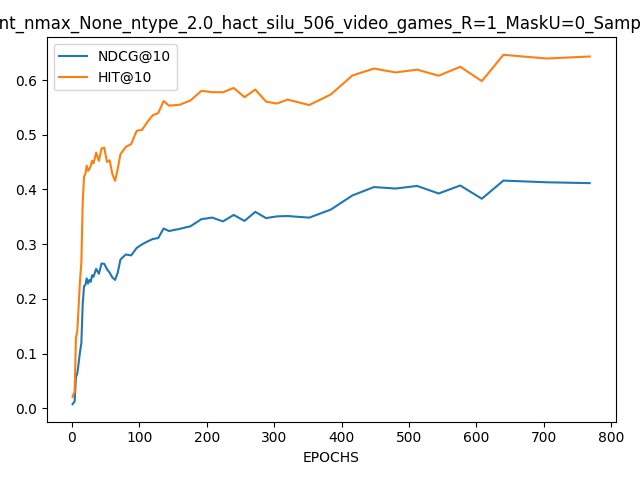 nt_nmax_None_ntype_2.0_hact_silu_506_video_games_R=1_MaskU=0_Samp
NDCG@10
HIT@10
0.6
0.5
0.4
0.3
0.2
0.1
0.0
0 100 200 300 400 500 600 700 800
EPOCHS